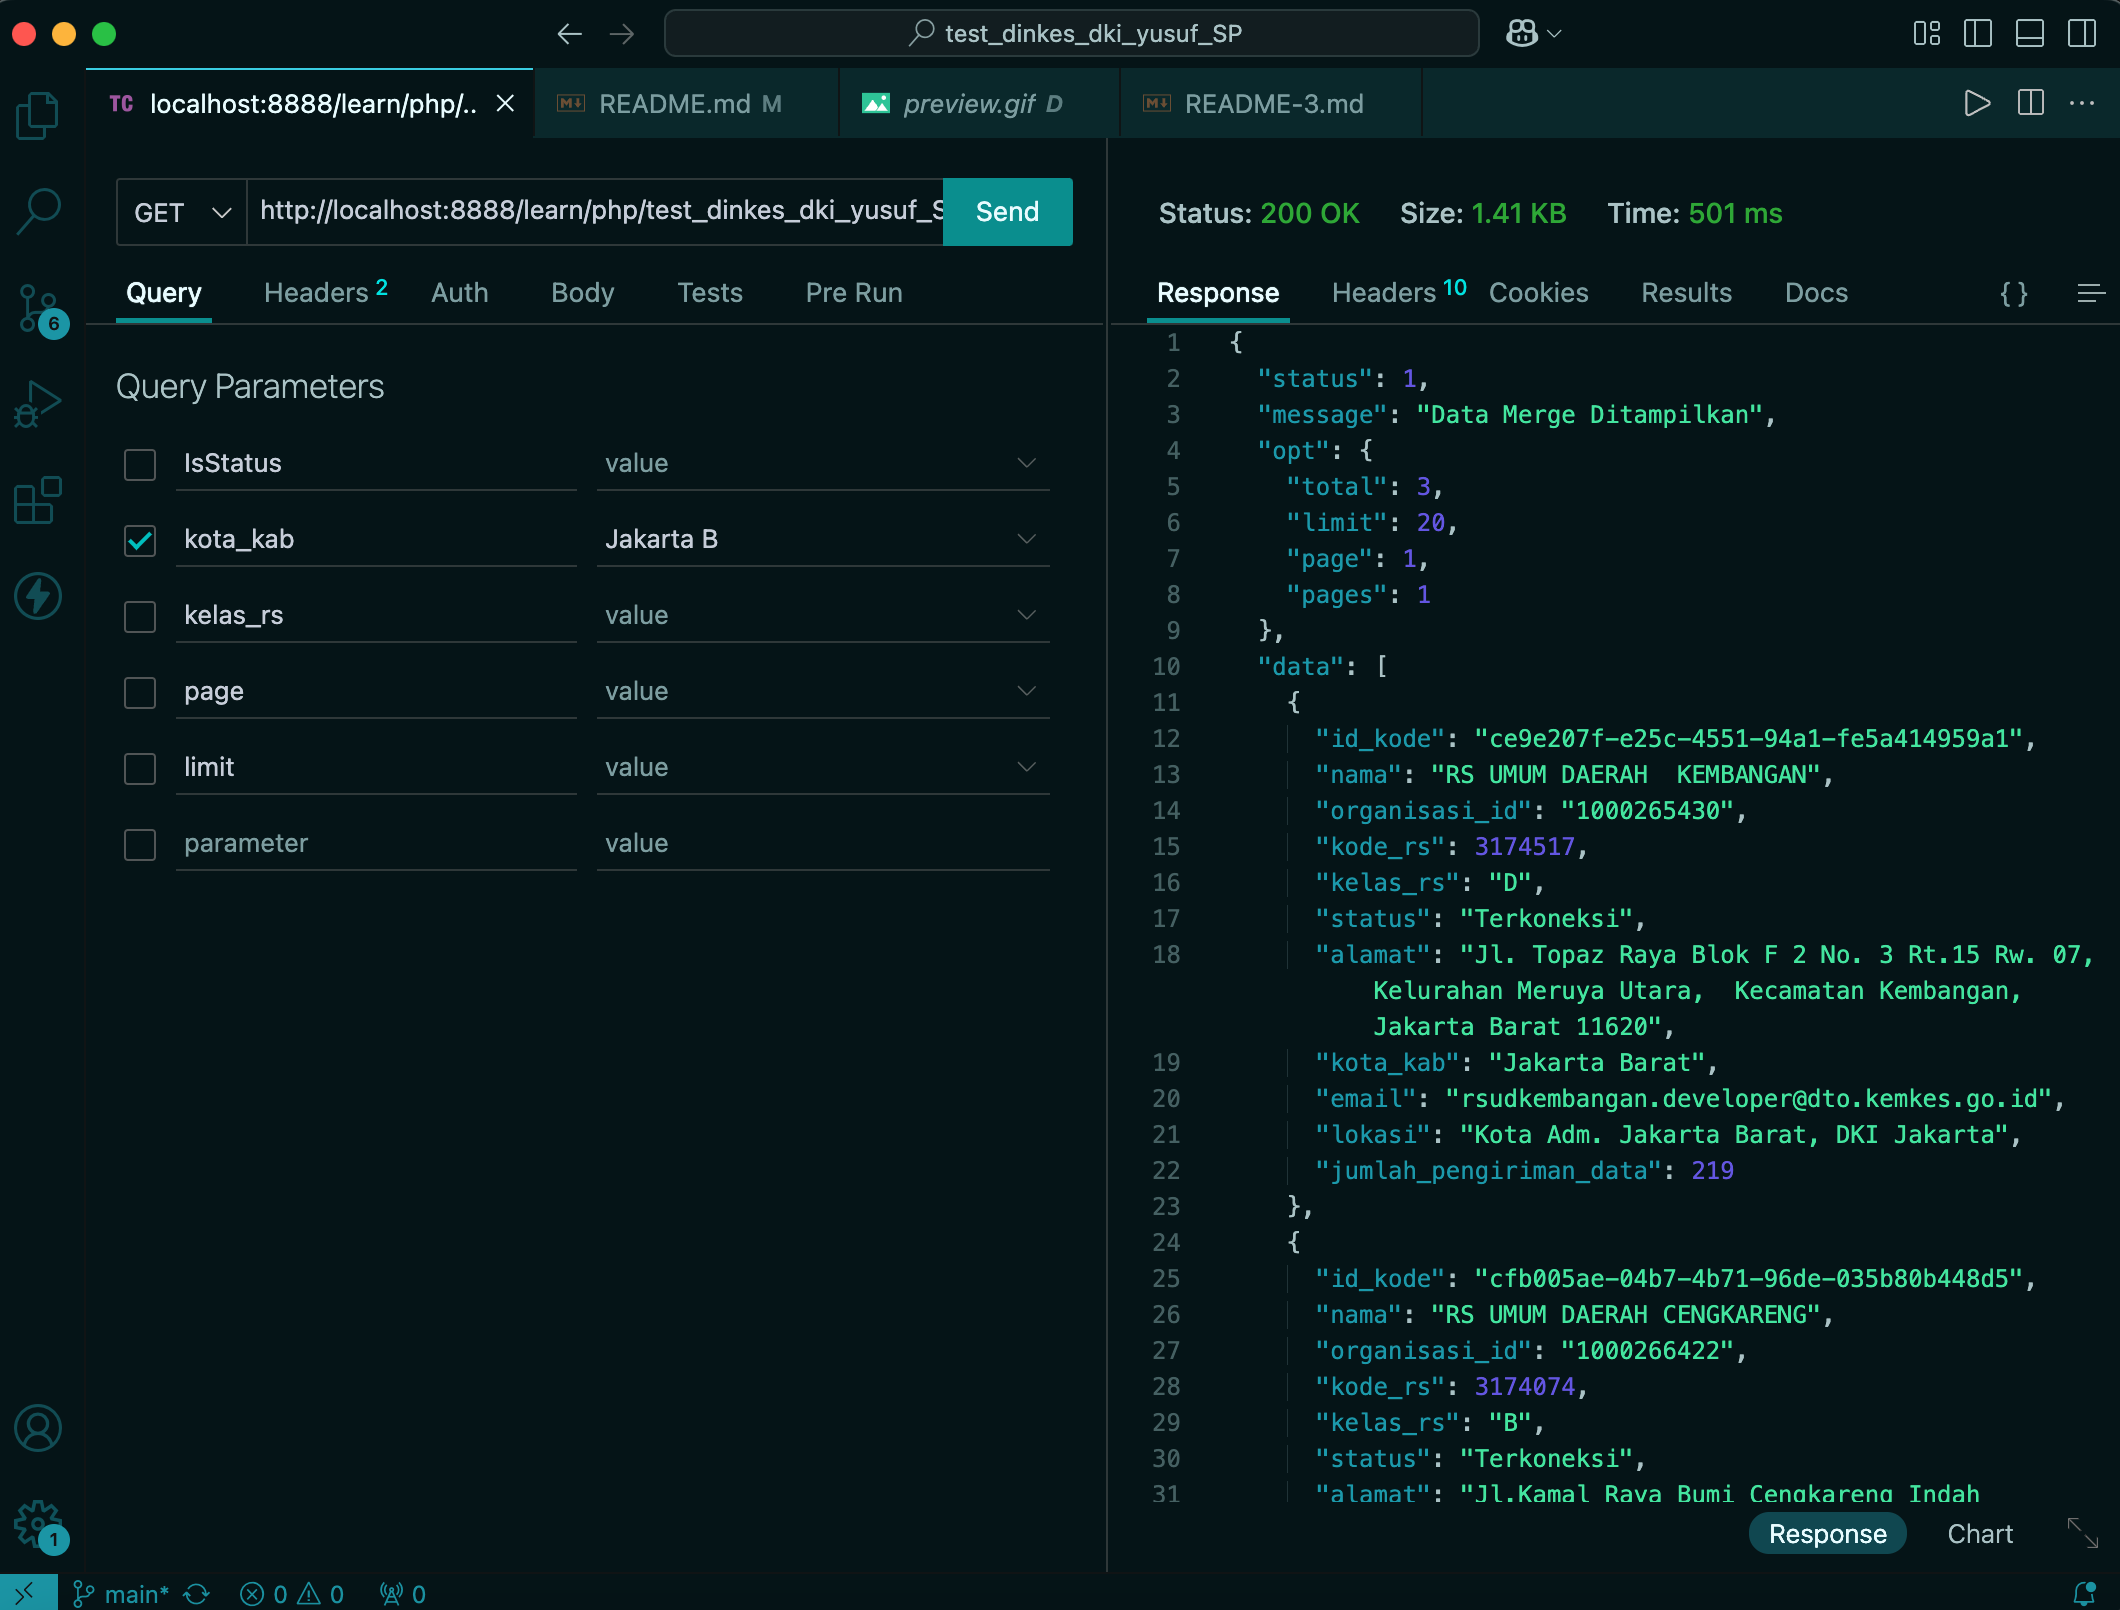 test_dinkes_dki_yusuf_SP
TC localhost:8888/learn/php/..
README.md M
preview.gif D
README-3.md
GET
http://localhost:8888/learn/php/test_dinkes_dki_yusuf_S
Send
Query
Headers 2
Auth
Body
Tests
Pre Run
Query Parameters
IsStatus value
kota_kab Jakarta B
kelas_rs value
page value
limit value
parameter value
6
1
Status: 200 OK Size: 1.41 KB Time: 501 ms
Response
Headers 10
Cookies
Results
Docs
{ }
1 {
2 "status": 1,
3 "message": "Data Merge Ditampilkan",
4 "opt": {
5 "total": 3,
6 "limit": 20,
7 "page": 1,
8 "pages": 1
9 },
10 "data": [
11 {
12 "id_kode": "ce9e207f-e25c-4551-94a1-fe5a414959a1",
13 "nama": "RS UMUM DAERAH  KEMBANGAN",
14 "organisasi_id": "1000265430",
15 "kode_rs": 3174517,
16 "kelas_rs": "D",
17 "status": "Terkoneksi",
18 "alamat": "Jl. Topaz Raya Blok F 2 No. 3 Rt.15 Rw. 07,
Kelurahan Meruya Utara,  Kecamatan Kembangan,
Jakarta Barat 11620",
19 "kota_kab": "Jakarta Barat",
20 "email": "rsudkembangan.developer@dto.kemkes.go.id",
21 "lokasi": "Kota Adm. Jakarta Barat, DKI Jakarta",
22 "jumlah_pengiriman_data": 219
23 },
24 {
25 "id_kode": "cfb005ae-04b7-4b71-96de-035b80b448d5",
26 "nama": "RS UMUM DAERAH CENGKARENG",
27 "organisasi_id": "1000266422",
28 "kode_rs": 3174074,
29 "kelas_rs": "B",
30 "status": "Terkoneksi",
31 "alamat": "Jl.Kamal Raya Bumi Cengkareng Indah
Response
Chart
main* 0 0 0